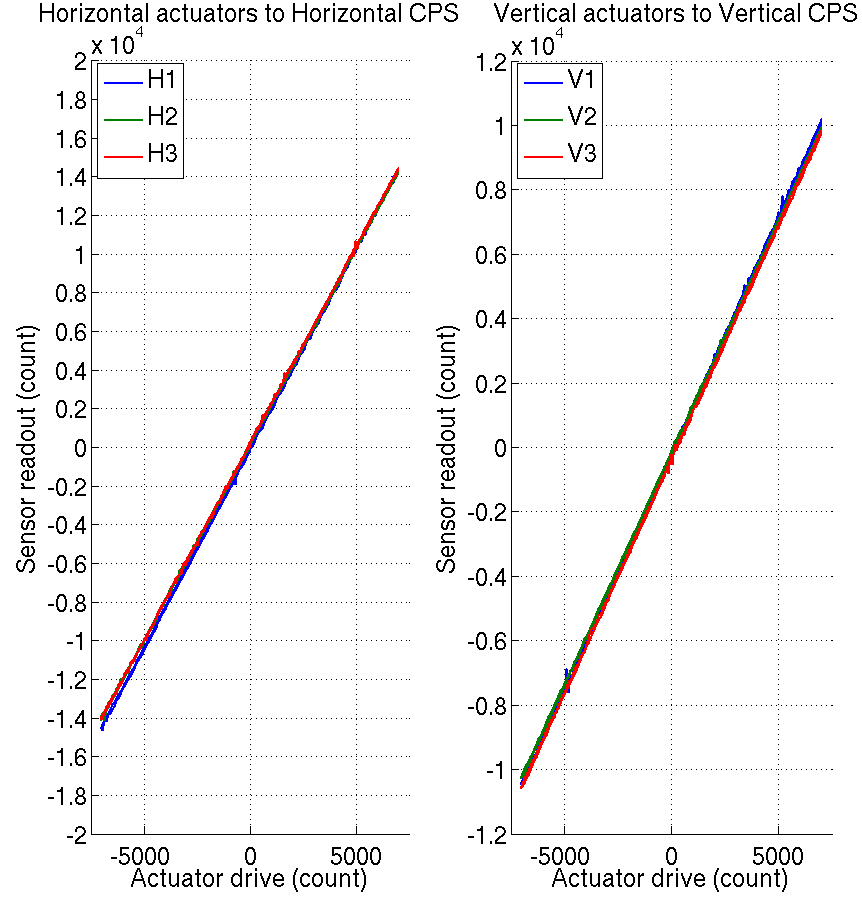 Horizontal actuators to Horizontal CPS
x 10^4
2
1.8
1.6
1.4
1.2
1
0.8
0.6
0.4
0.2
0
-0.2
-0.4
-0.6
-0.8
-1
-1.2
-1.4
-1.6
-1.8
-2
H1
H2
H3
Sensor readout (count)
-5000 0 5000
Actuator drive (count)
Vertical actuators to Vertical CPS
x 10^4
1.2
1
0.8
0.6
0.4
0.2
0
-0.2
-0.4
-0.6
-0.8
-1
-1.2
V1
V2
V3
Sensor readout (count)
-5000 0 5000
Actuator drive (count)